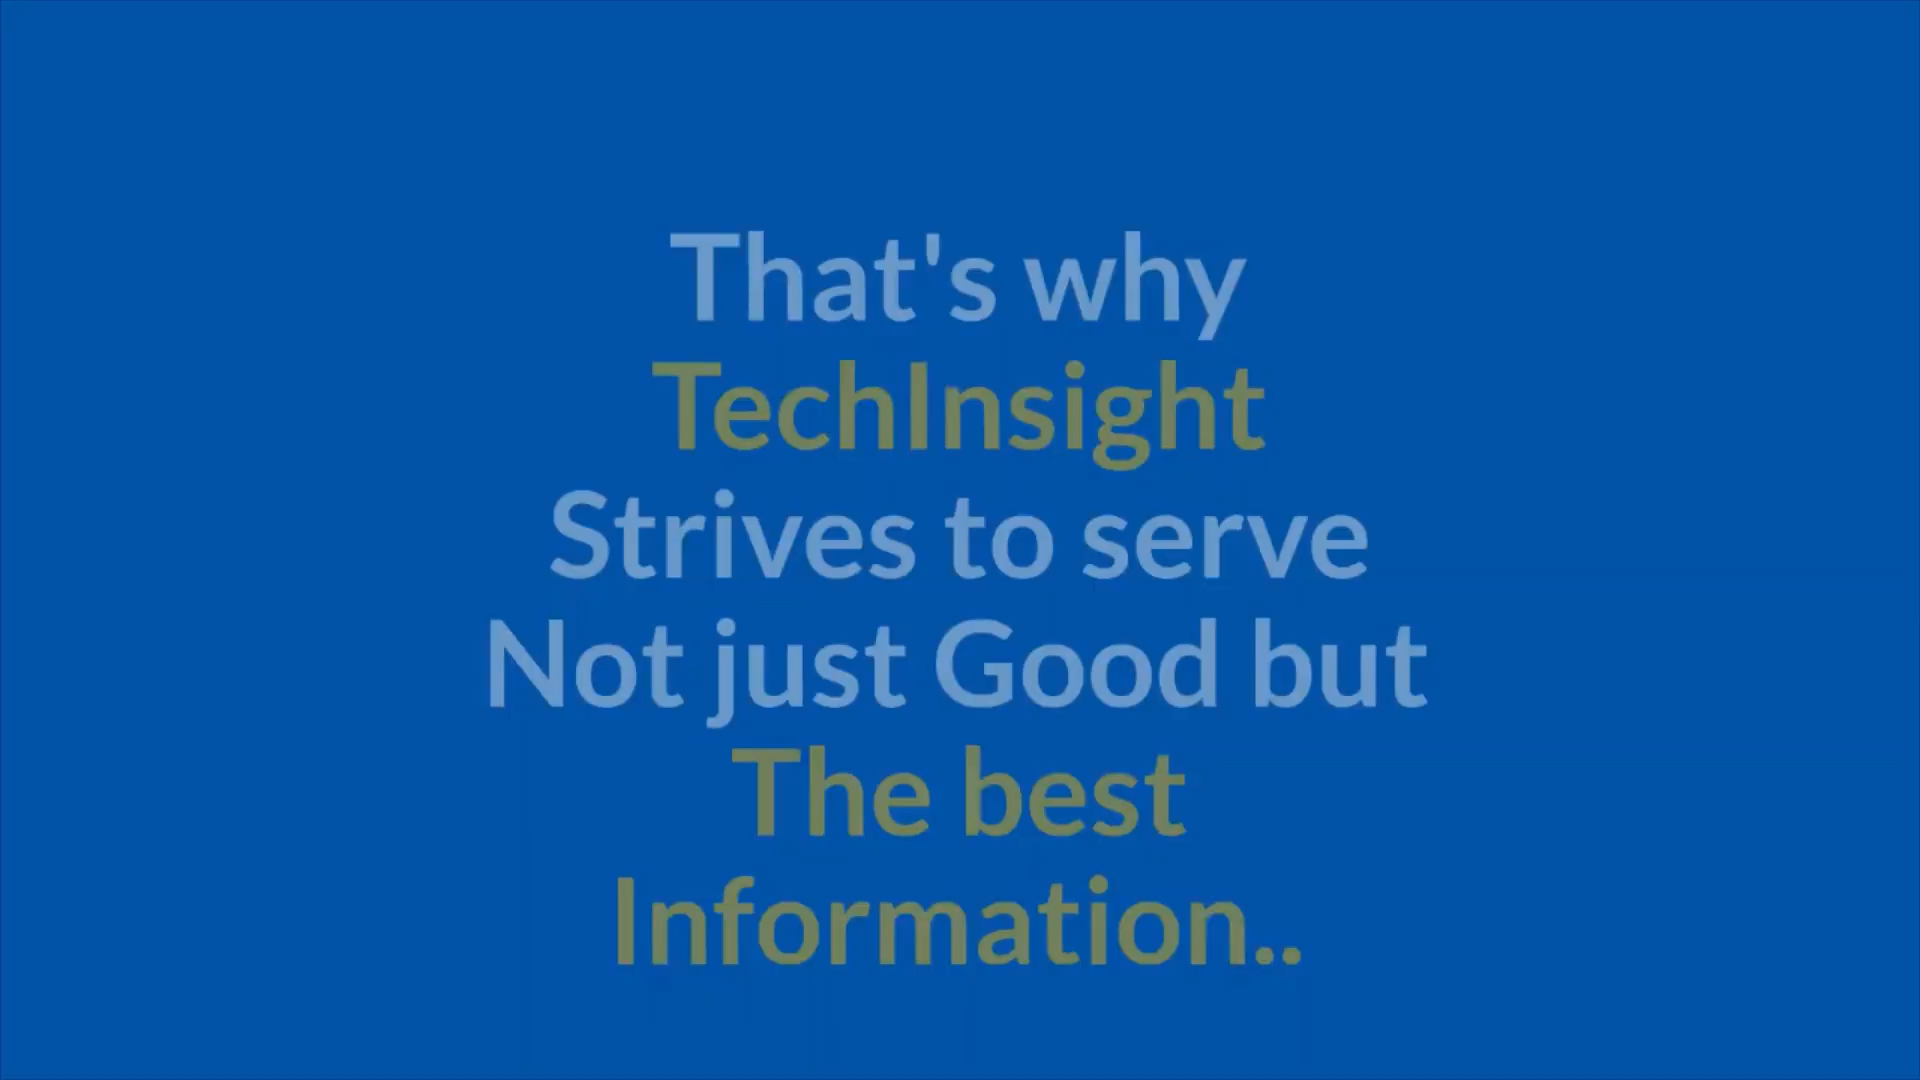 That's why
TechInsight
Strives to serve
Not just Good but
The best
Information..